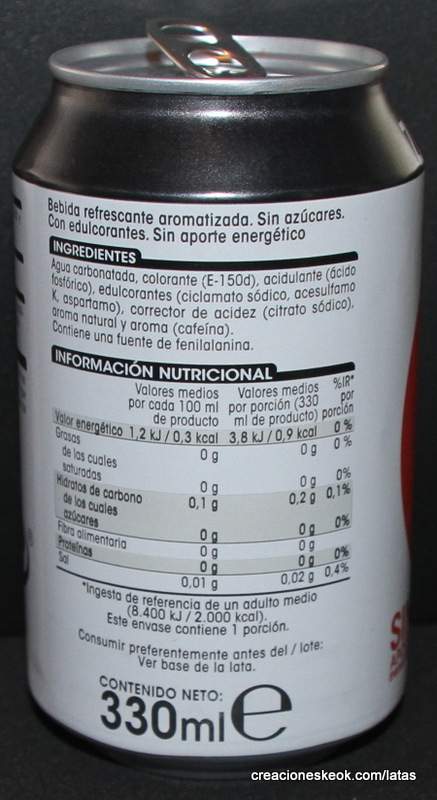 Bebida refrescante aromatizada. Sin azúcares.
Con edulcorantes. Sin aporte energético
INGREDIENTES
Agua carbonatada, colorante (E-150d), acidulante (ácido
fosfórico), edulcorantes (ciclamato sódico, acesulfamo
K, aspartamo), corrector de acidez (citrato sódico),
aroma natural y aroma (cafeína).
Contiene una fuente de fenilalanina.
INFORMACIÓN NUTRICIONAL
Valores medios por cada 100 ml de producto
Valores medios por porción (330 ml de producto)
%IR* por porción
Valor energético 1,2 kJ / 0,3 kcal 3,8 kJ / 0,9 kcal 0 %
Grasas 0 g 0 g 0 %
de las cuales
saturadas 0 g 0 g 0%
Hidratos de carbono 0,1 g 0,2 g 0,1%
de los cuales
azúcares 0 g 0 g 0%
Fibra alimentaria 0 g 0 g
Proteínas 0 g 0 g 0%
Sal 0,01 g 0,02 g 0,4%
*Ingesta de referencia de un adulto medio
(8.400 kJ / 2.000 kcal).
Este envase contiene 1 porción.
Consumir preferentemente antes del / lote:
Ver base de la lata.
CONTENIDO NETO:
330ml e
creacioneskeok.com/latas